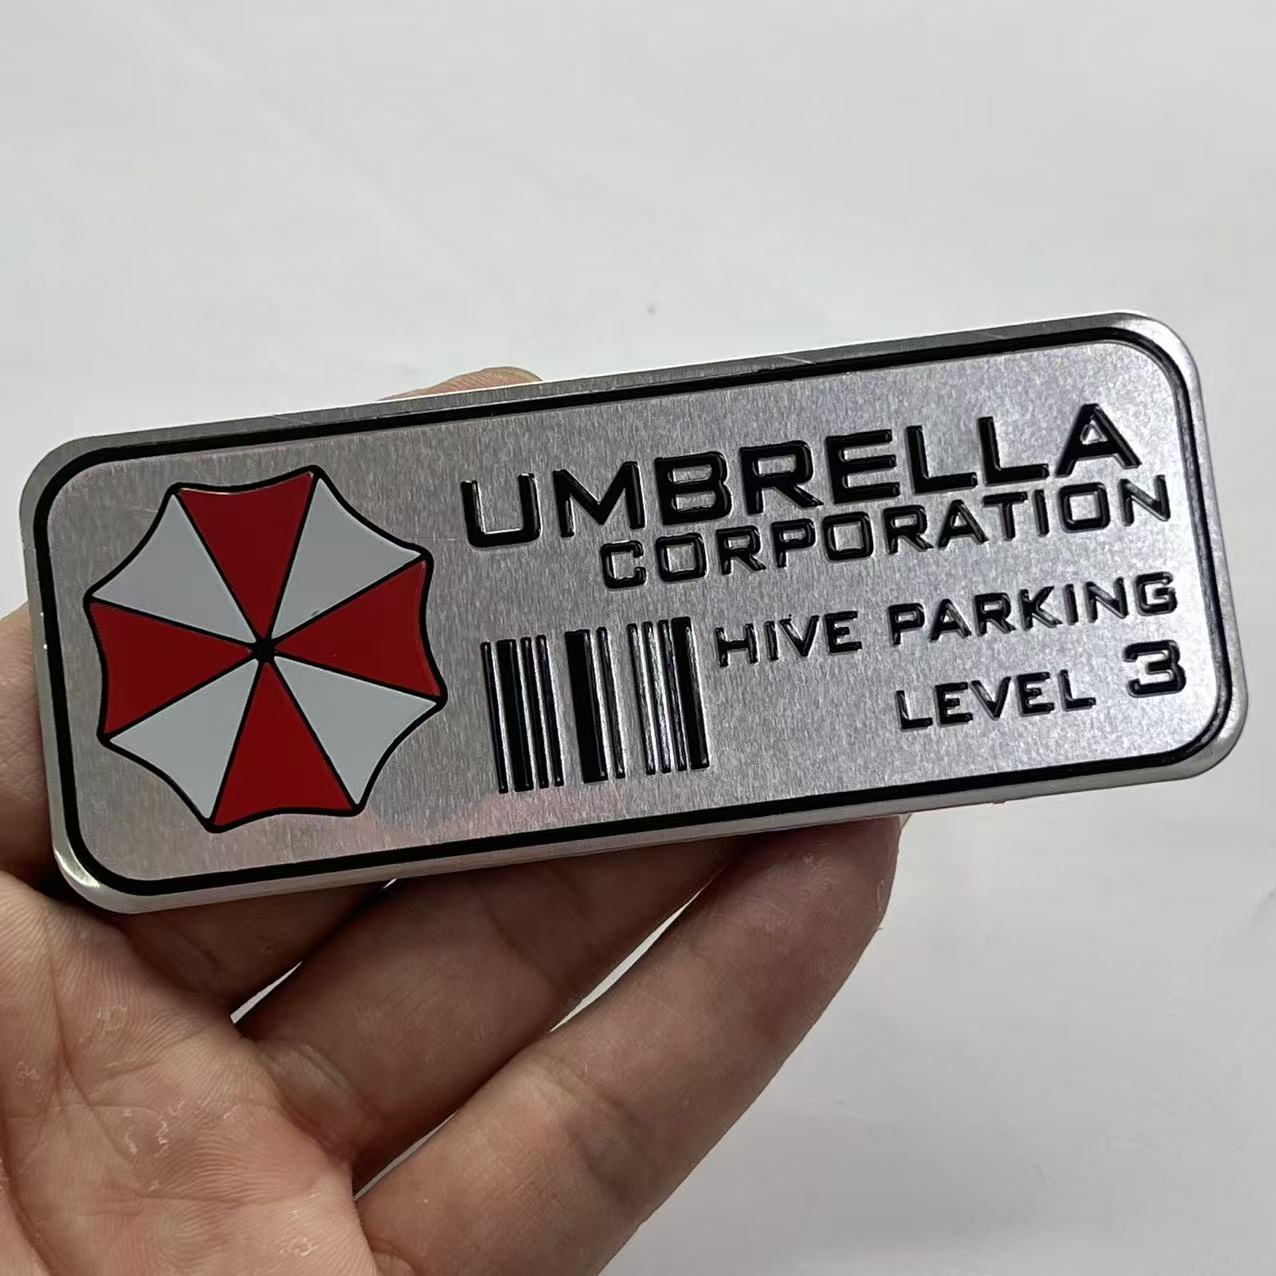 UMBRELLA
CORPORATION
HIVE PARKING
LEVEL 3